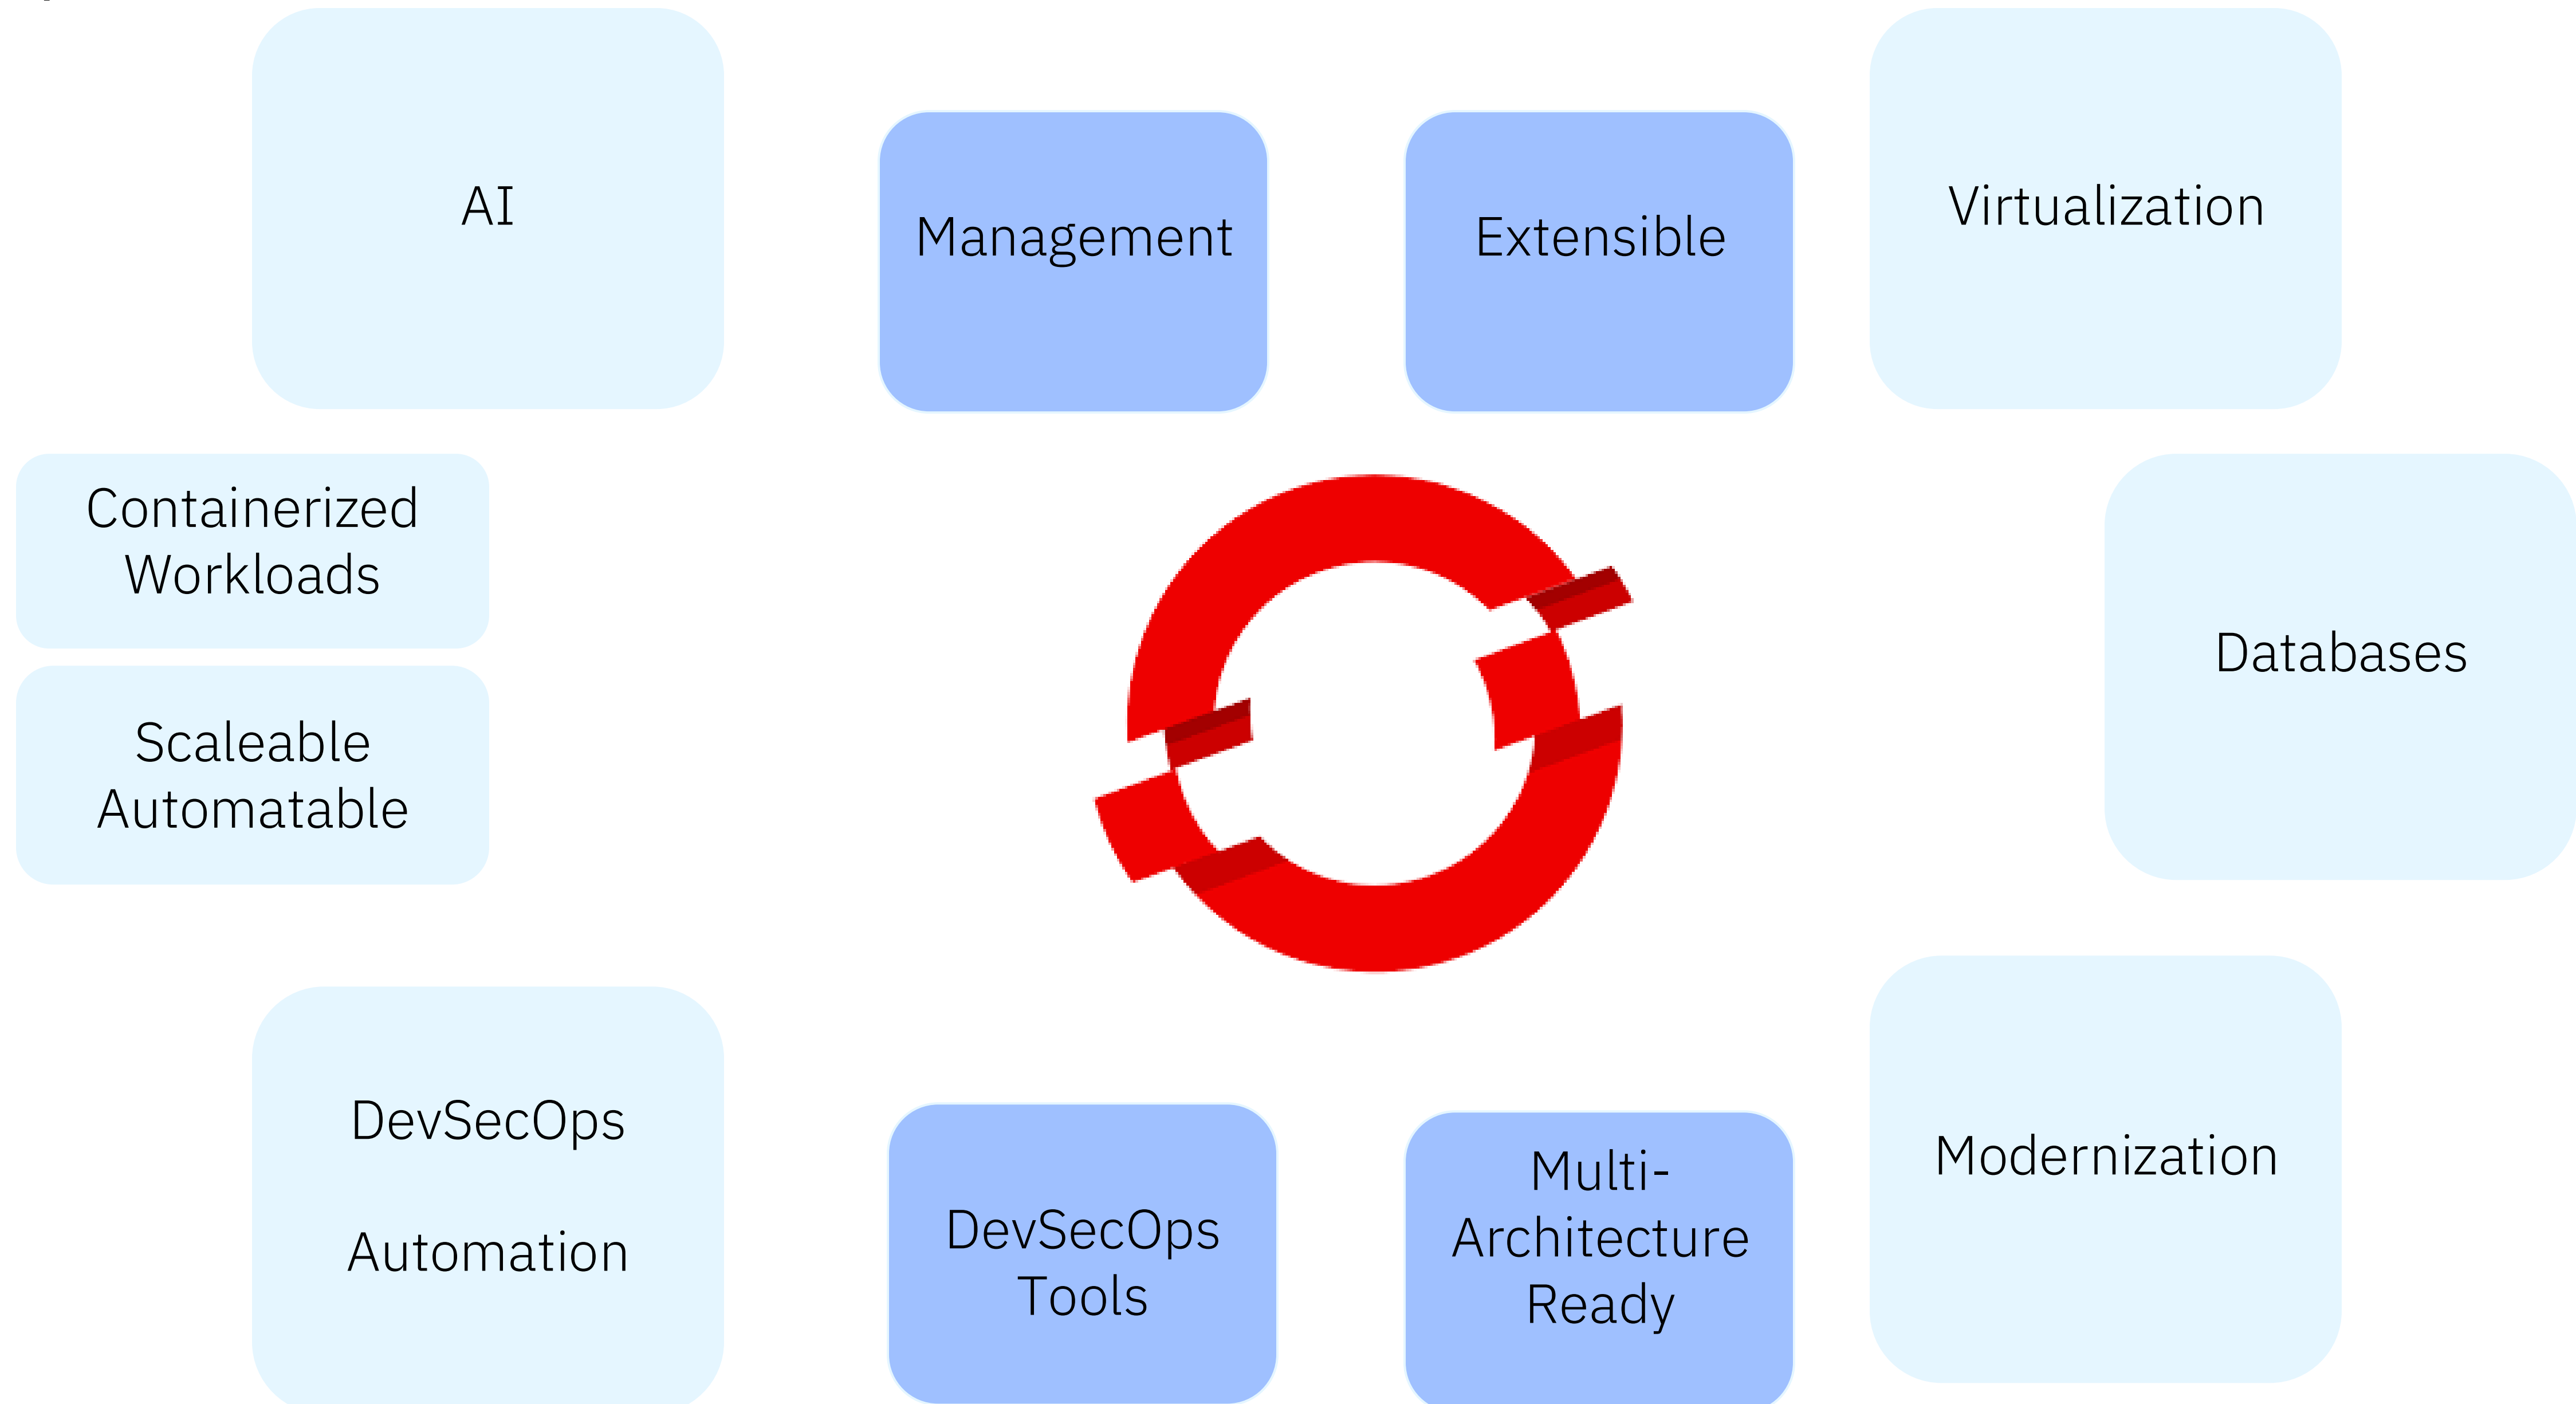 AI
Management
Extensible
Virtualization
Containerized
Workloads
Scaleable
Automatable
Databases
DevSecOps
Automation
DevSecOps
Tools
Multi-
Architecture
Ready
Modernization